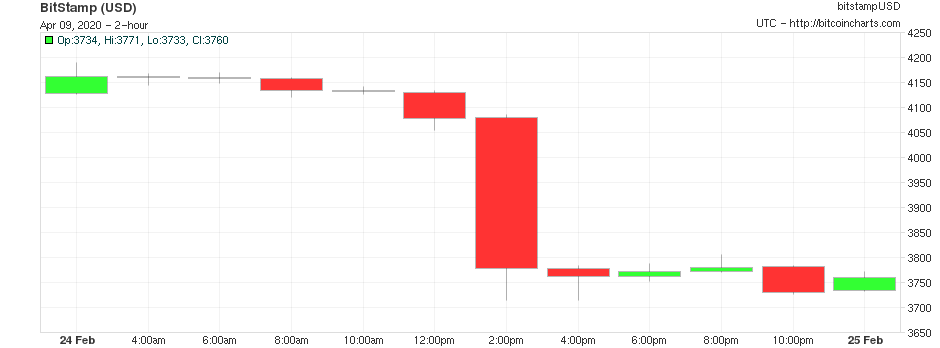 BitStamp (USD)
bitstampUSD
Apr 09, 2020 - 2-hour
UTC - http://bitcoincharts.com
Op:3734, Hi:3771, Lo:3733, Cl:3760
4250
4200
4150
4100
4050
4000
3950
3900
3850
3800
3750
3700
3650
24 Feb
4:00am
6:00am
8:00am
10:00am
12:00pm
2:00pm
4:00pm
6:00pm
8:00pm
10:00pm
25 Feb